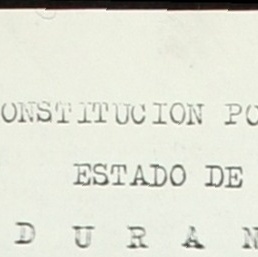 ONSTITUCION PO
ESTADO DE
D U R A N